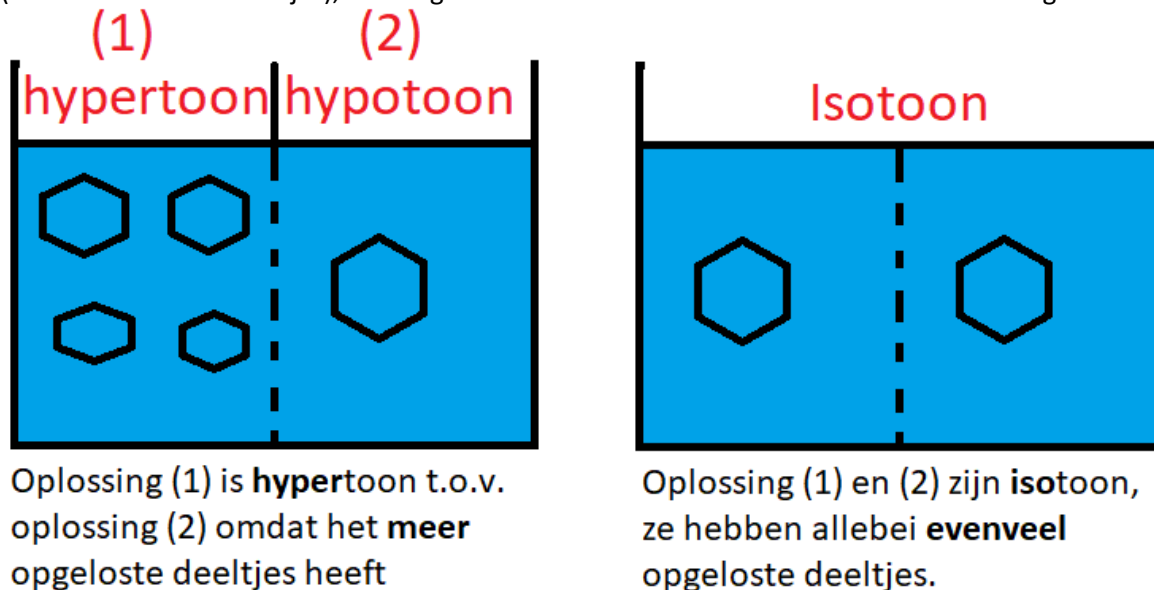 (1)
(2)
hypertoon
hypotoon
Isotoon
Oplossing (1) is hypertoon t.o.v.
oplossing (2) omdat het meer
opgeloste deeltjes heeft
Oplossing (1) en (2) zijn isotoon,
ze hebben allebei evenveel
opgeloste deeltjes.